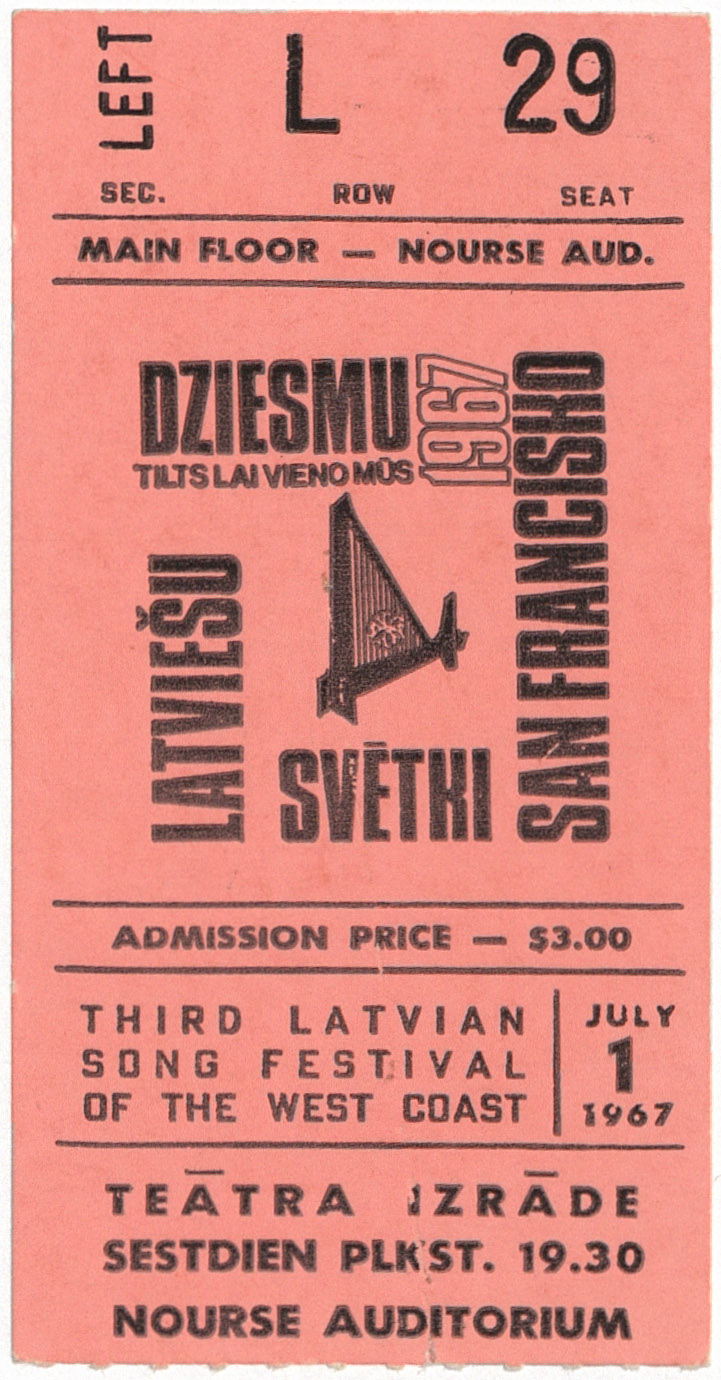 LEFT L 29
SEC. ROW SEAT
MAIN FLOOR — NOURSE AUD.
DZIESMU
1967
TILTS LAI VIENO MŪS
SAN FRANCISKO
LATVIEŠU
SVĒTKI
ADMISSION PRICE — $3.00
THIRD LATVIAN
SONG FESTIVAL
OF THE WEST COAST
JULY
1
1967
TEĀTRA IZRĀDE
SESTDIEN PLKST. 19.30
NOURSE AUDITORIUM